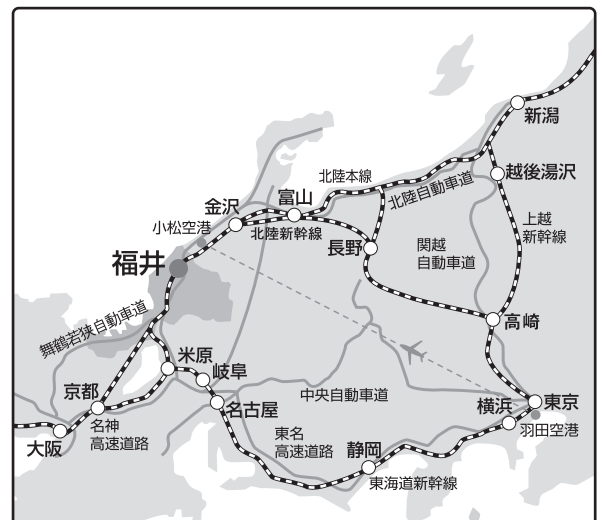 新潟
越後湯沢
北陸本線
北陸自動車道
富山
金沢
上越
新幹線
小松空港
北陸新幹線
長野
関越
自動車道
福井
舞鶴若狭自動車道
高崎
米原
岐阜
京都
中央自動車道
名古屋
横浜
東京
名神
高速道路
羽田空港
大阪
東名
高速道路
静岡
東海道新幹線